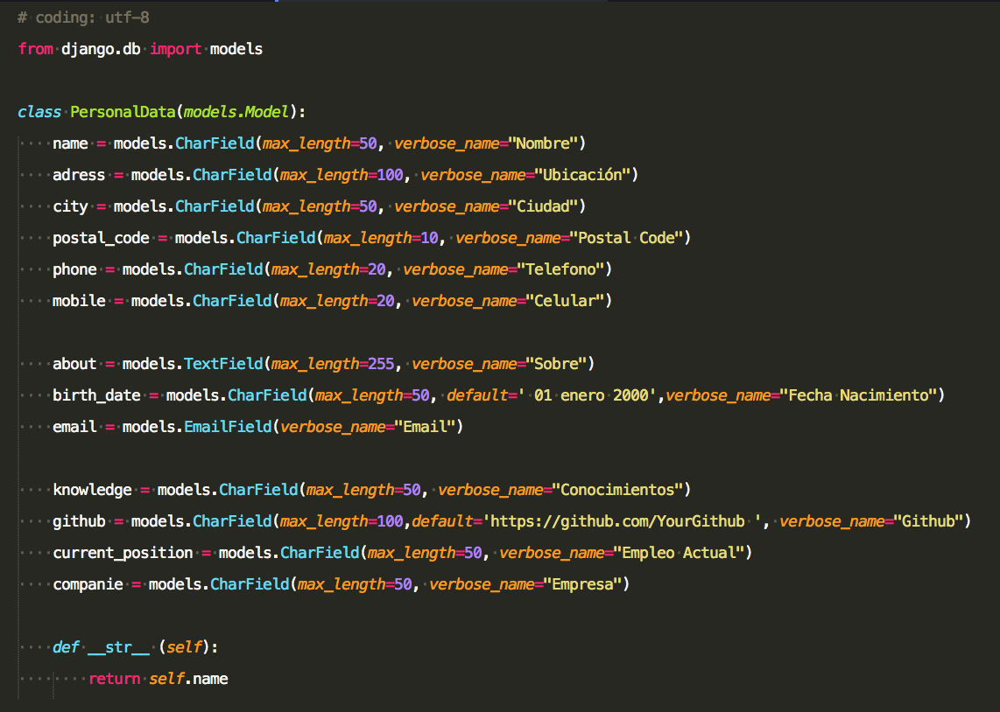 # coding: utf-8
from django.db import models
class PersonalData(models.Model):
    name = models.CharField(max_length=50, verbose_name="Nombre")
    adress = models.CharField(max_length=100, verbose_name="Ubicación")
    city = models.CharField(max_length=50, verbose_name="Ciudad")
    postal_code = models.CharField(max_length=10, verbose_name="Postal Code")
    phone = models.CharField(max_length=20, verbose_name="Telefono")
    mobile = models.CharField(max_length=20, verbose_name="Celular")
    about = models.TextField(max_length=255, verbose_name="Sobre")
    birth_date = models.CharField(max_length=50, default=' 01 enero 2000',verbose_name="Fecha Nacimiento")
    email = models.EmailField(verbose_name="Email")
    knowledge = models.CharField(max_length=50, verbose_name="Conocimientos")
    github = models.CharField(max_length=100,default='https://github.com/YourGithub ', verbose_name="Github")
    current_position = models.CharField(max_length=50, verbose_name="Empleo Actual")
    companie = models.CharField(max_length=50, verbose_name="Empresa")
    def __str__ (self):
        return self.name